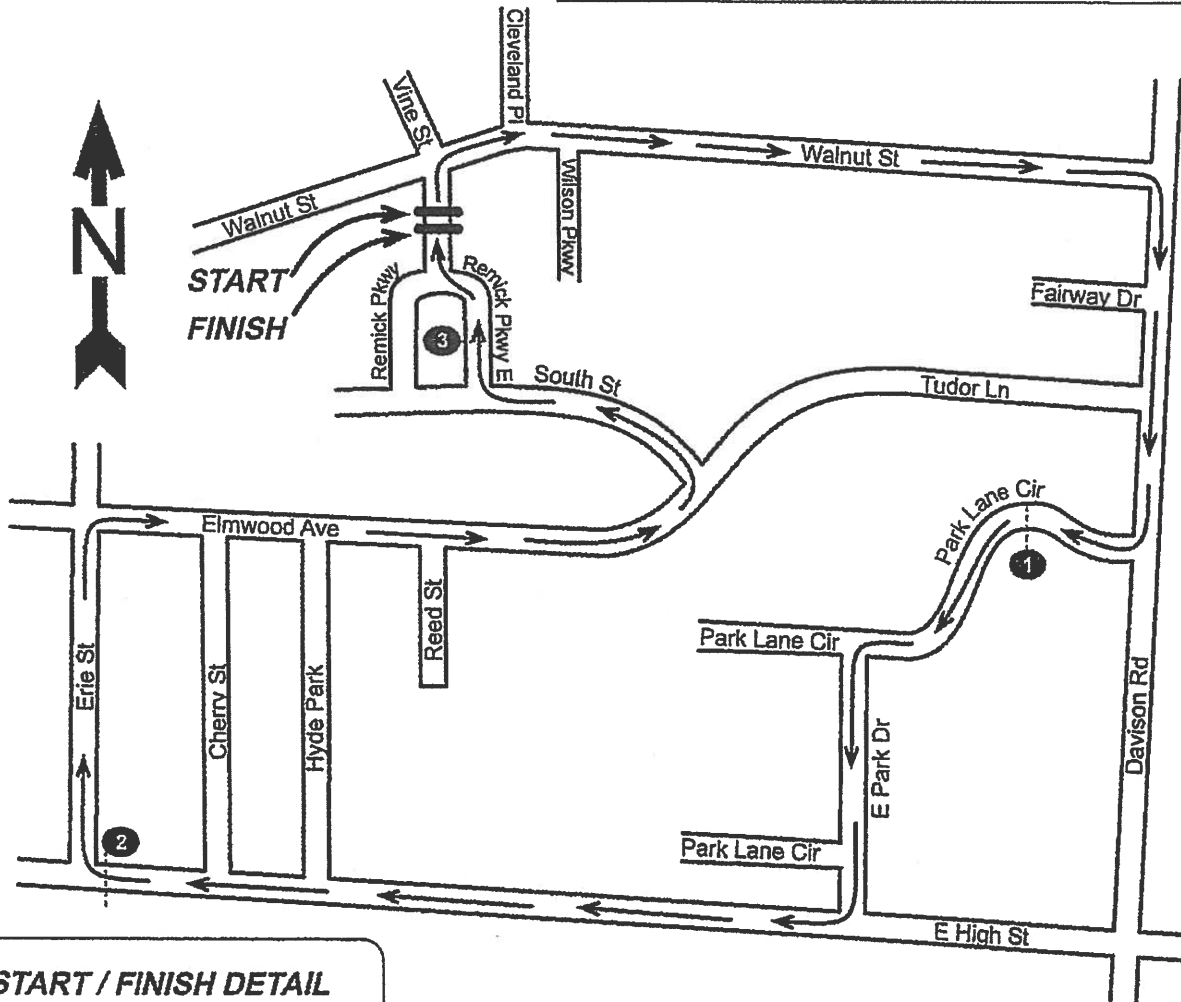 Cleveland Pl
Vine St
Walnut St
Walnut St
Wilson Pkwy
N
START
FINISH
Remick Pkwy
Remick Pkwy E
3
Fairway Dr
South St
Tudor Ln
Elmwood Ave
Park Lane Cir
1
Reed St
Park Lane Cir
Erie St
Cherry St
Hyde Park
E Park Dr
Davison Rd
2
Park Lane Cir
E High St
START / FINISH DETAIL